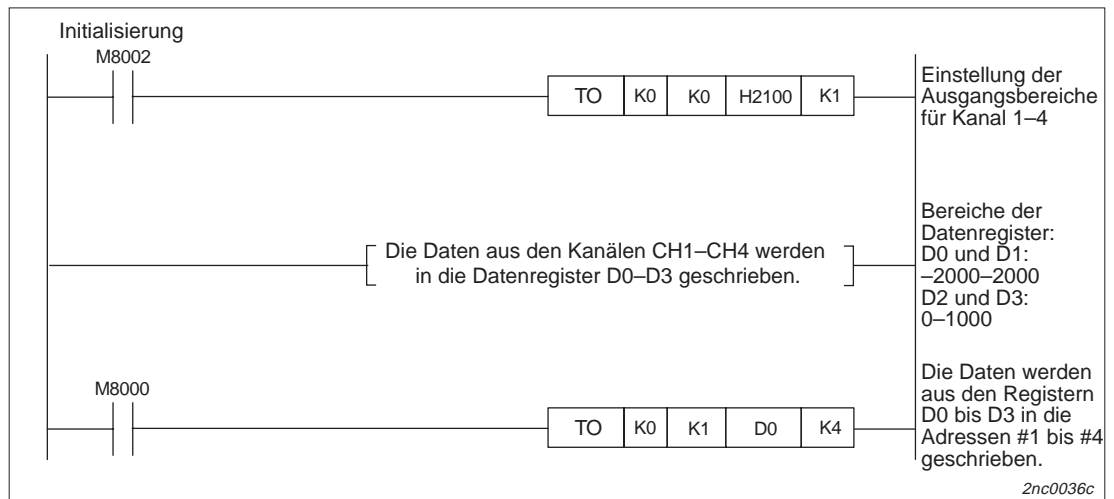 Initialisierung
M8002
TO K0 K0 H2100 K1
Einstellung der
Ausgangsbereiche
für Kanal 1–4
Die Daten aus den Kanälen CH1–CH4 werden
in die Datenregister D0–D3 geschrieben.
Bereiche der
Datenregister:
D0 und D1:
–2000–2000
D2 und D3:
0–1000
M8000
TO K0 K1 D0 K4
Die Daten werden
aus den Registern
D0 bis D3 in die
Adressen #1 bis #4
geschrieben.
2nc0036c